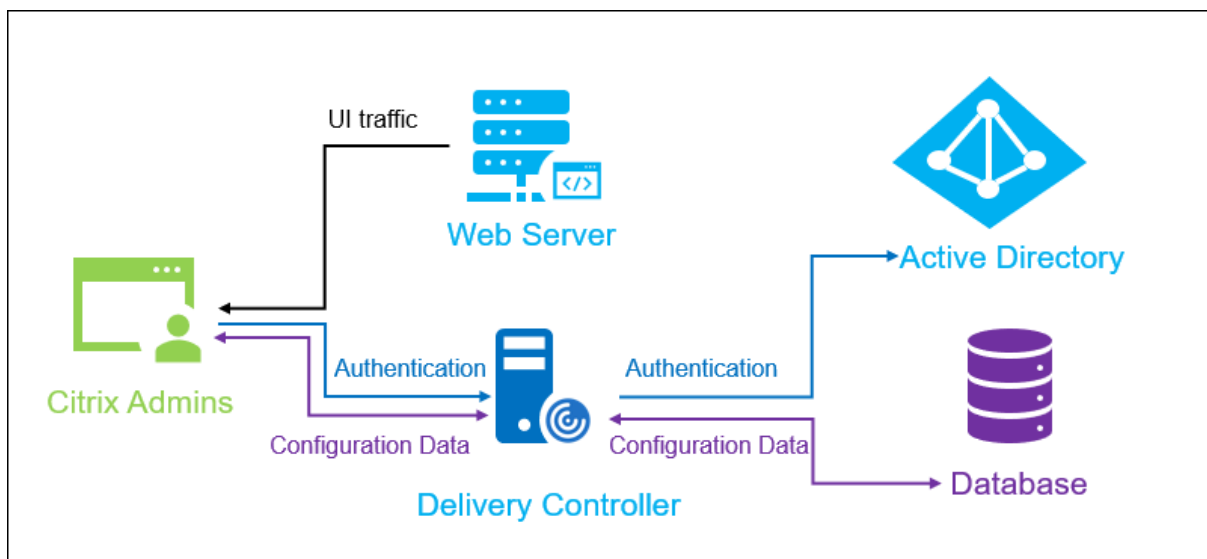 UI traffic
</>
Web Server
Active Directory
Citrix Admins
Authentication
Authentication
Configuration Data
Configuration Data
Database
Delivery Controller